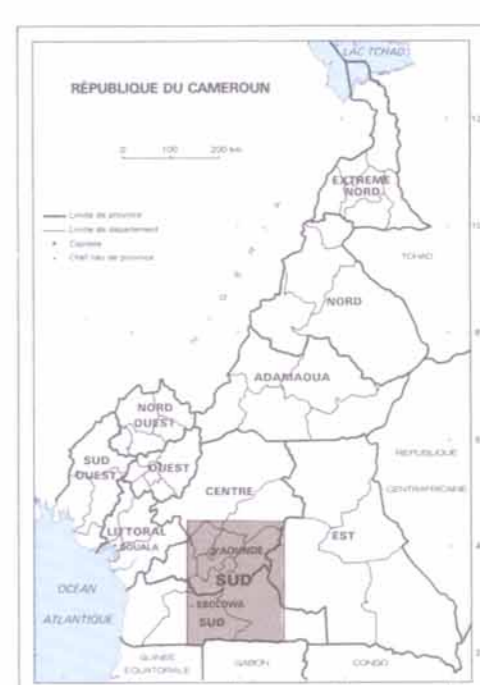 LAC TCHAD
RÉPUBLIQUE DU CAMEROUN
0 100 200 km
Limite de province
Limite de département
Capitale
Chef lieu de province
EXTREME
NORD
TCHAD
NORD
ADAMAOUA
NORD
OUEST
SUD
OUEST
OUEST
CENTRE
REPUBLIQUE
CENTRAFRICAINE
LITTORAL
DOUALA
EST
YAOUNDE
SUD
EBOLOWA
SUD
OCEAN
ATLANTIQUE
GUINEE
EQUATORIALE
GABON
CONGO